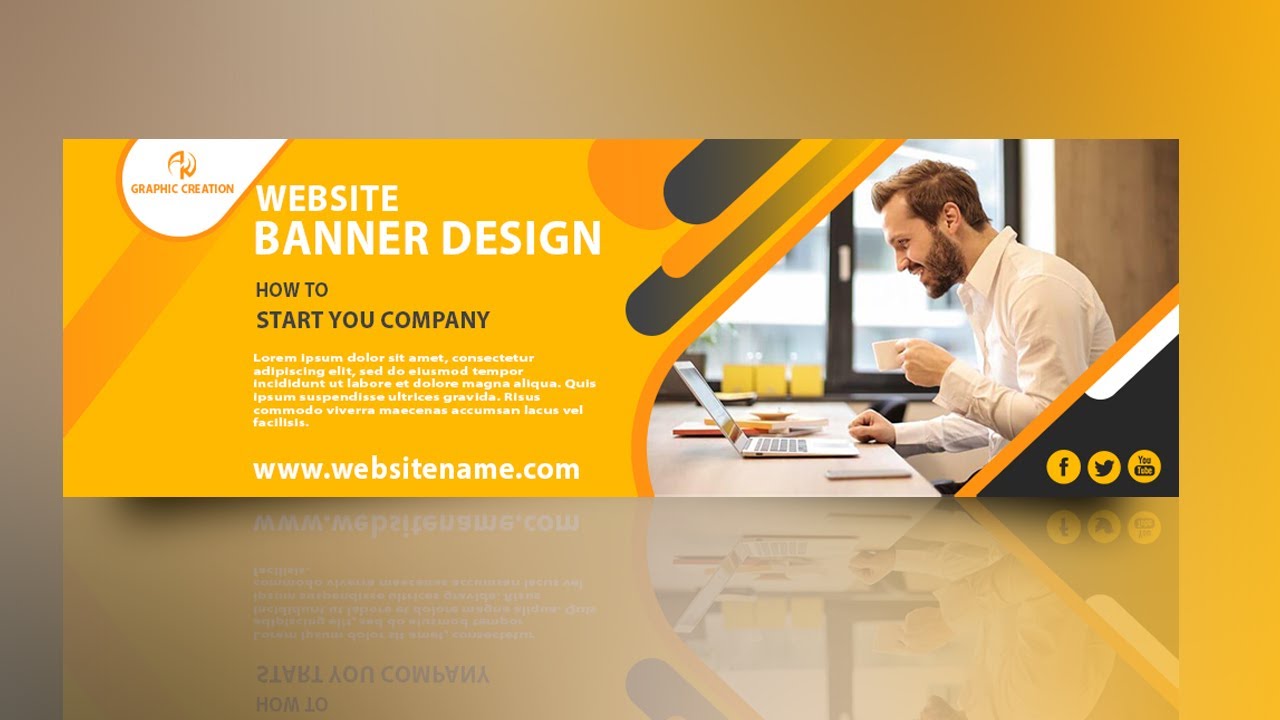 GRAPHIC CREATION
WEBSITE
BANNER DESIGN
HOW TO
START YOU COMPANY
Lorem ipsum dolor sit amet, consectetur
adipiscing elit, sed do eiusmod tempor
incididunt ut labore et dolore magna aliqua. Quis
ipsum suspendisse ultrices gravida. Risus
commodo viverra maecenas accumsan lacus vel
facilisis.
www.websitename.com
You
Tube